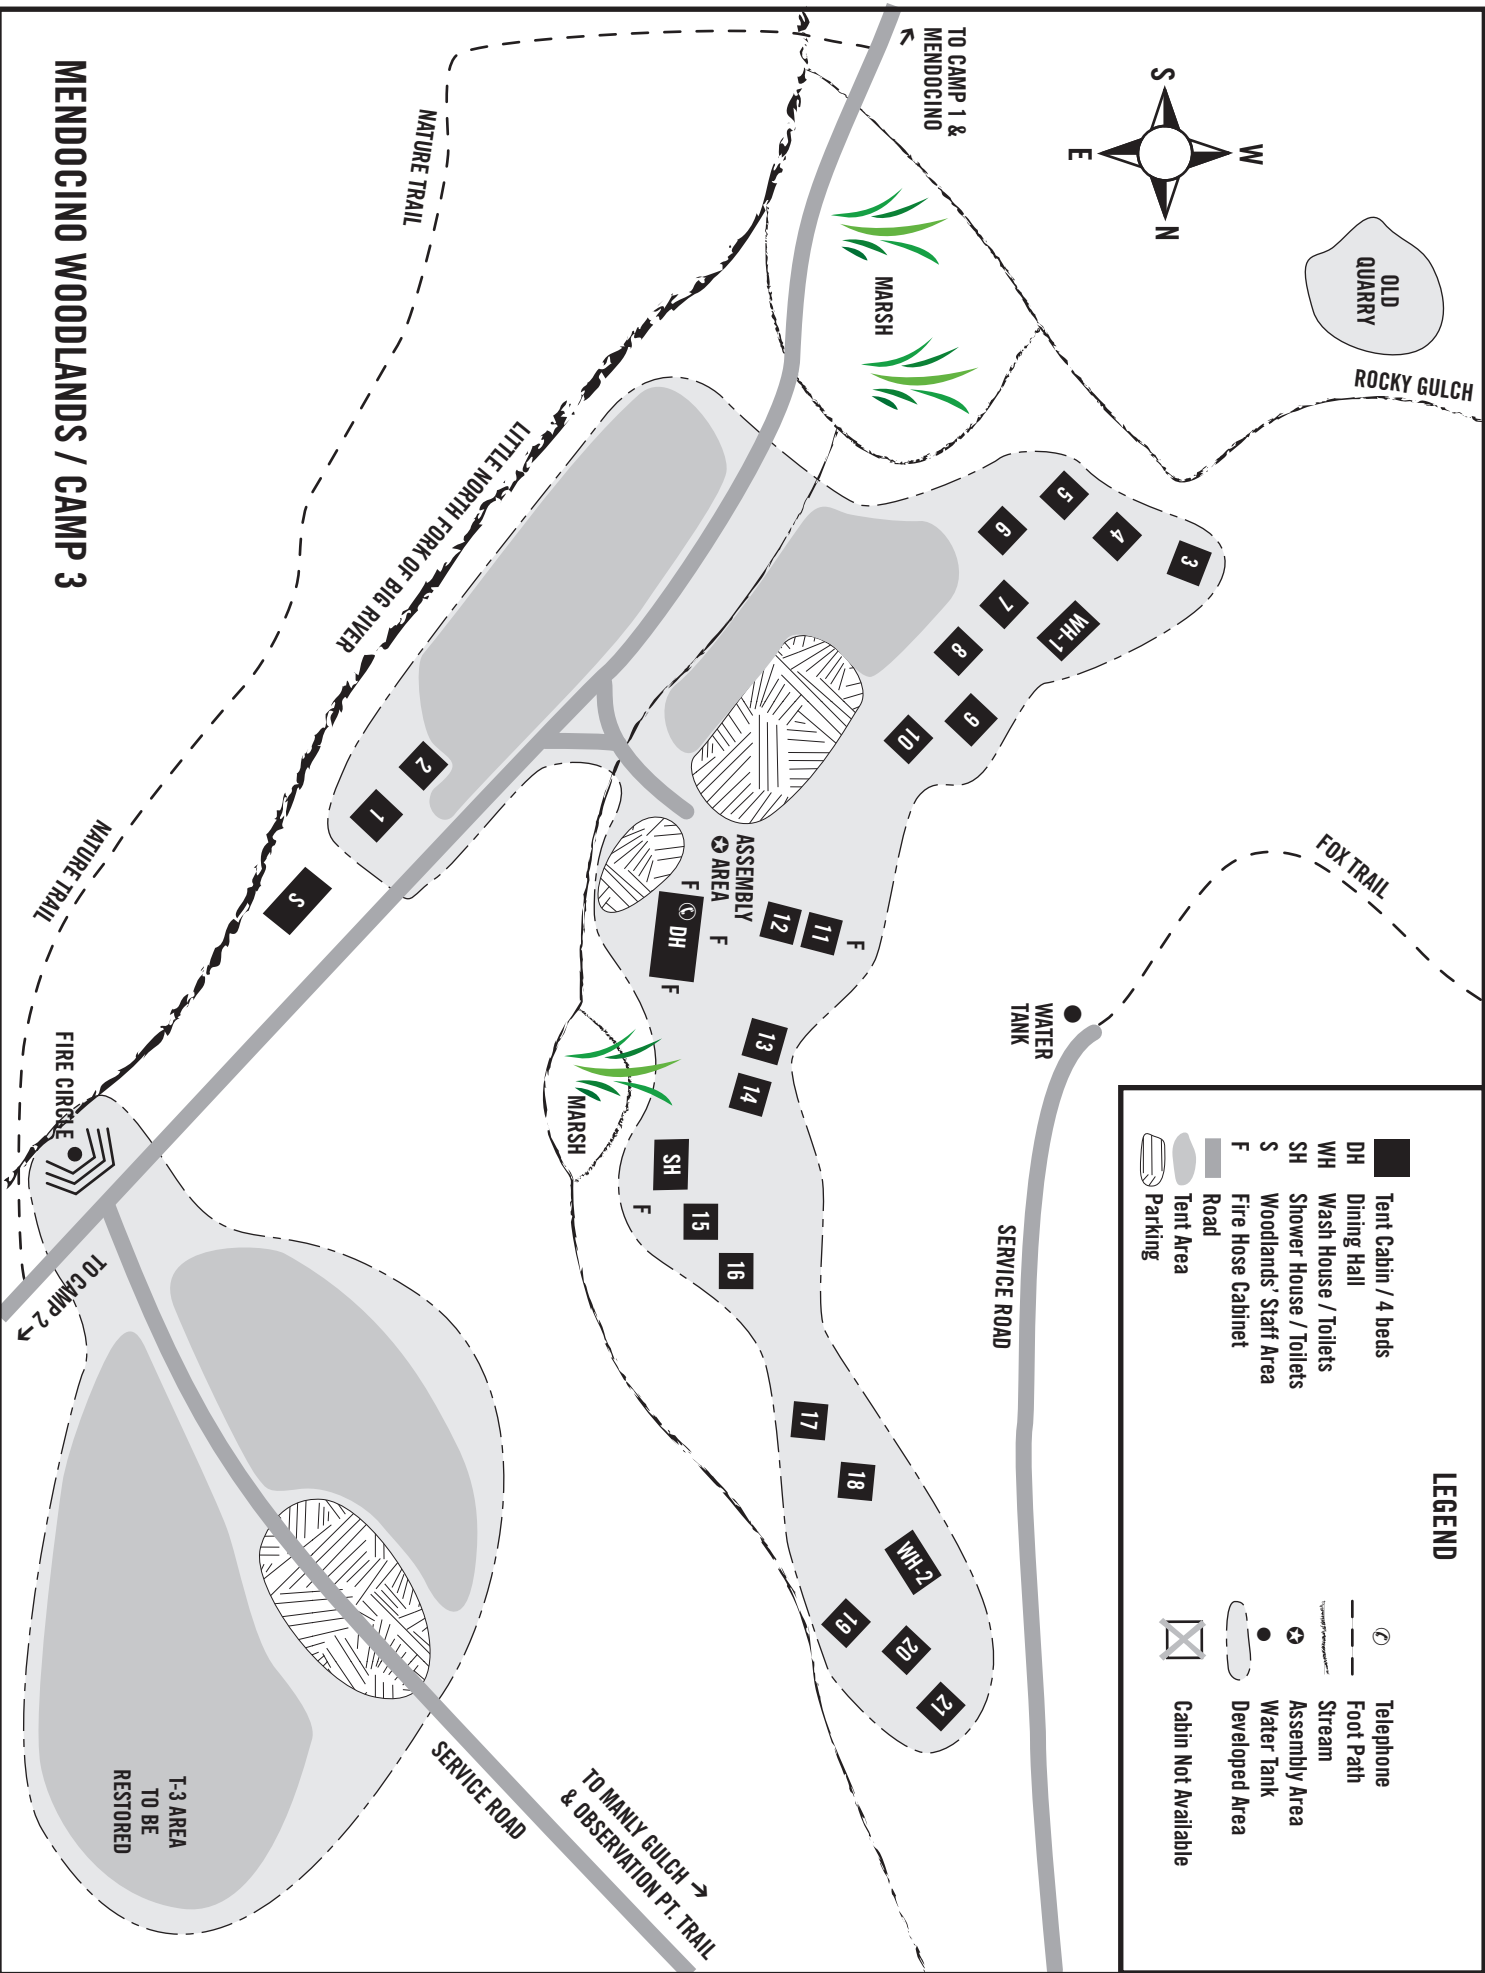 MENDOCINO WOODLANDS / CAMP 3
TO CAMP 1 &
MENDOCINO
S
W
E
N
OLD
QUARRY
ROCKY GULCH
MARSH
NATURE TRAIL
LITTLE NORTH FORK OF BIG RIVER
3
4
5
6
WH-1
7
8
9
10
2
1
S
NATURE TRAIL
ASSEMBLY
AREA
F
DH
F
F
12
11
F
FOX TRAIL
WATER
TANK
13
14
MARSH
SH
F
15
16
SERVICE ROAD
17
18
WH-2
19
20
21
FIRE CIRCLE
TO CAMP 2
T-3 AREA
TO BE
RESTORED
SERVICE ROAD
TO MANLY GULCH
& OBSERVATION PT. TRAIL
LEGEND
Tent Cabin / 4 beds
DH Dining Hall
WH Wash House / Toilets
SH Shower House / Toilets
S Woodlands' Staff Area
F Fire Hose Cabinet
Road
Tent Area
Parking
Telephone
Foot Path
Stream
Assembly Area
Water Tank
Developed Area
Cabin Not Available